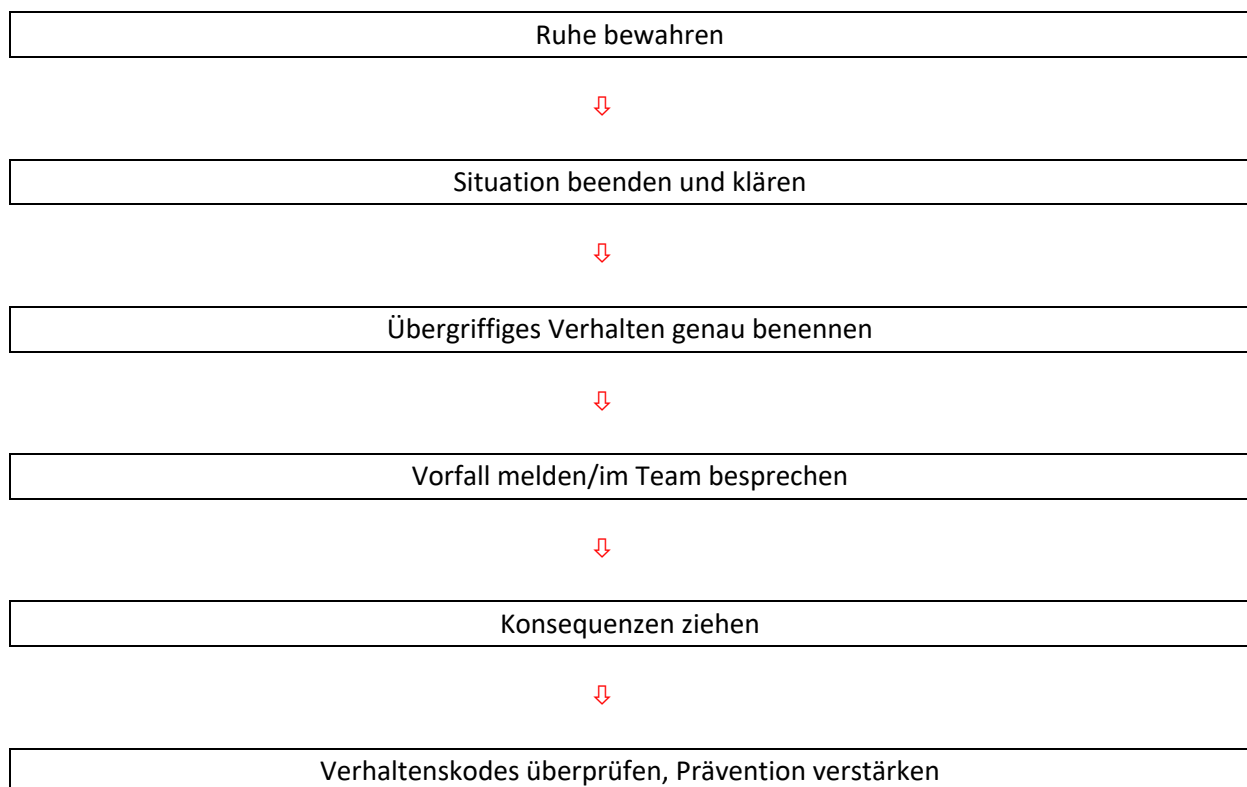 Ruhe bewahren
⇩
Situation beenden und klären
⇩
Übergriffiges Verhalten genau benennen
⇩
Vorfall melden/im Team besprechen
⇩
Konsequenzen ziehen
⇩
Verhaltenskodes überprüfen, Prävention verstärken